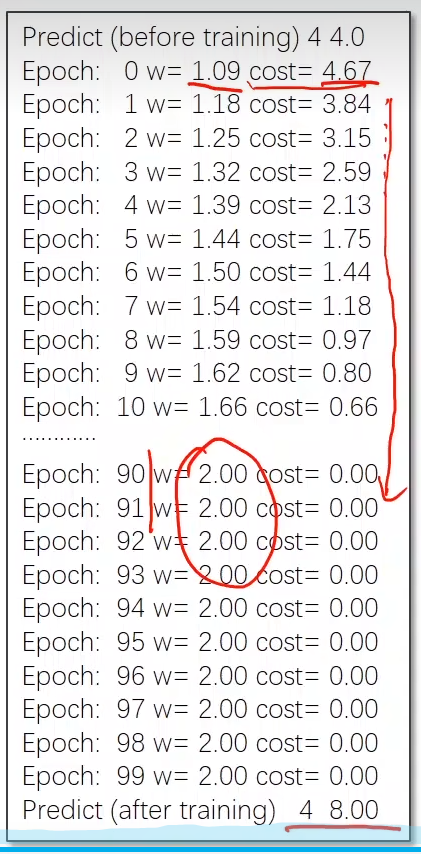 Predict (before training) 4 4.0
Epoch: 0 w= 1.09 cost= 4.67
Epoch: 1 w= 1.18 cost= 3.84
Epoch: 2 w= 1.25 cost= 3.15
Epoch: 3 w= 1.32 cost= 2.59
Epoch: 4 w= 1.39 cost= 2.13
Epoch: 5 w= 1.44 cost= 1.75
Epoch: 6 w= 1.50 cost= 1.44
Epoch: 7 w= 1.54 cost= 1.18
Epoch: 8 w= 1.59 cost= 0.97
Epoch: 9 w= 1.62 cost= 0.80
Epoch: 10 w= 1.66 cost= 0.66
............
Epoch: 90 w= 2.00 cost= 0.00
Epoch: 91 w= 2.00 cost= 0.00
Epoch: 92 w= 2.00 cost= 0.00
Epoch: 93 w= 2.00 cost= 0.00
Epoch: 94 w= 2.00 cost= 0.00
Epoch: 95 w= 2.00 cost= 0.00
Epoch: 96 w= 2.00 cost= 0.00
Epoch: 97 w= 2.00 cost= 0.00
Epoch: 98 w= 2.00 cost= 0.00
Epoch: 99 w= 2.00 cost= 0.00
Predict (after training) 4 8.00